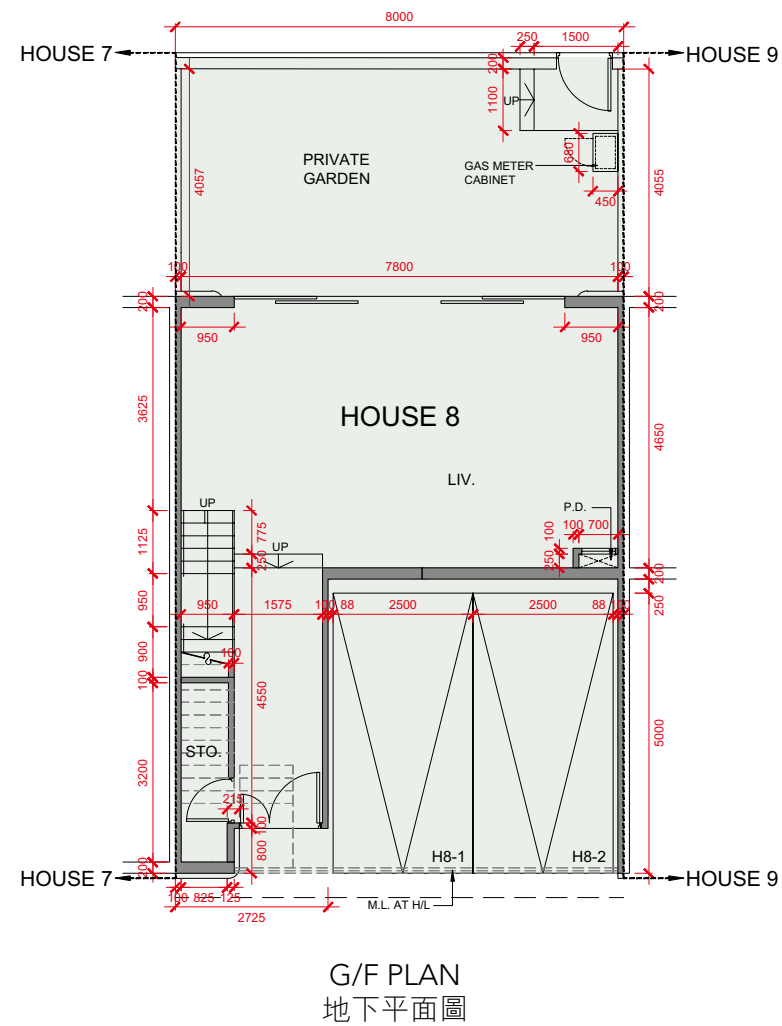 8000
HOUSE 7
HOUSE 9
250
1500
200
1100
UP
PRIVATE
GARDEN
GAS METER
CABINET
680
450
4057
4055
100
7800
100
200
200
950
950
3625
HOUSE 8
4650
LIV.
UP
P.D.
775
100
700
100
1125
UP
250
250
200
950
950
1575
100
88
2500
2500
88
250
900
100
100
4550
5000
STO.
3200
215
100
800
H8-1
H8-2
200
HOUSE 7
HOUSE 9
100
825
125
M.L. AT H/L
2725
G/F PLAN
地下平面圖